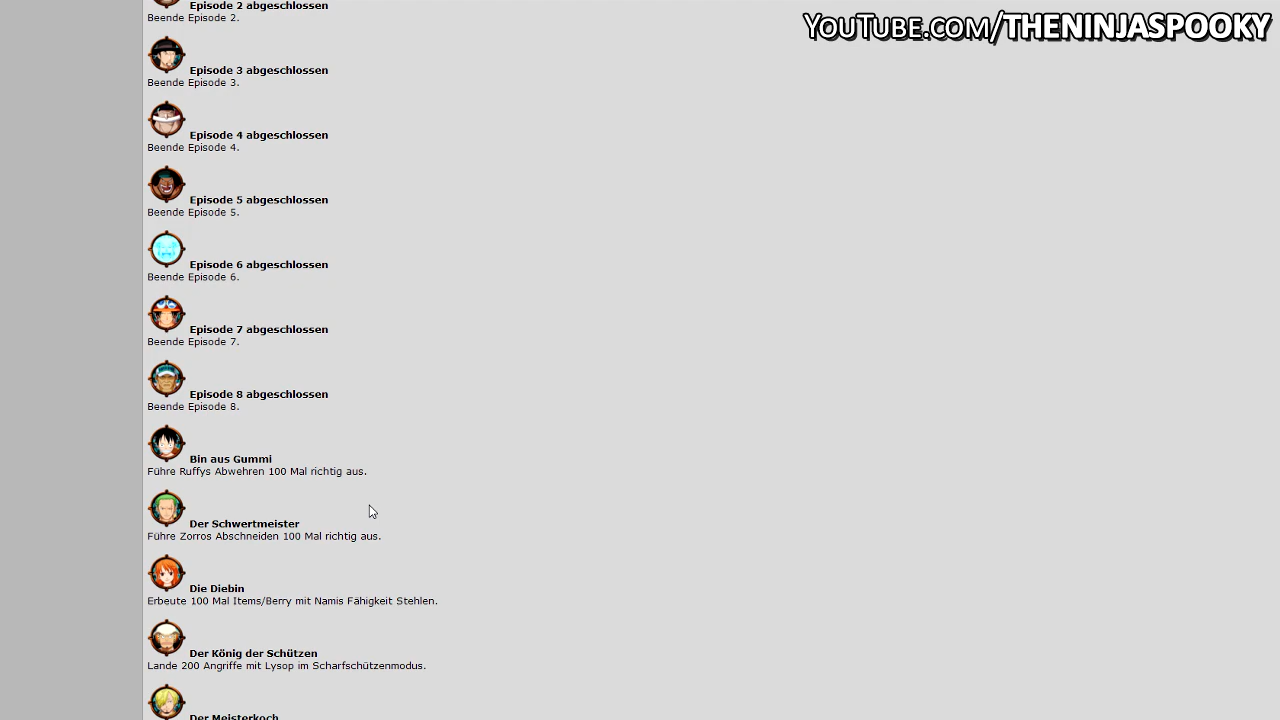 YouTube.com/THENINJASPOOKY
Episode 2 abgeschlossen
Beende Episode 2.
Episode 3 abgeschlossen
Beende Episode 3.
Episode 4 abgeschlossen
Beende Episode 4.
Episode 5 abgeschlossen
Beende Episode 5.
Episode 6 abgeschlossen
Beende Episode 6.
Episode 7 abgeschlossen
Beende Episode 7.
Episode 8 abgeschlossen
Beende Episode 8.
Bin aus Gummi
Führe Ruffys Abwehren 100 Mal richtig aus.
Der Schwertmeister
Führe Zorros Abschneiden 100 Mal richtig aus.
Die Diebin
Erbeute 100 Mal Items/Berry mit Namis Fähigkeit Stehlen.
Der König der Schützen
Lande 200 Angriffe mit Lysop im Scharfschützenmodus.
Der Meisterkoch